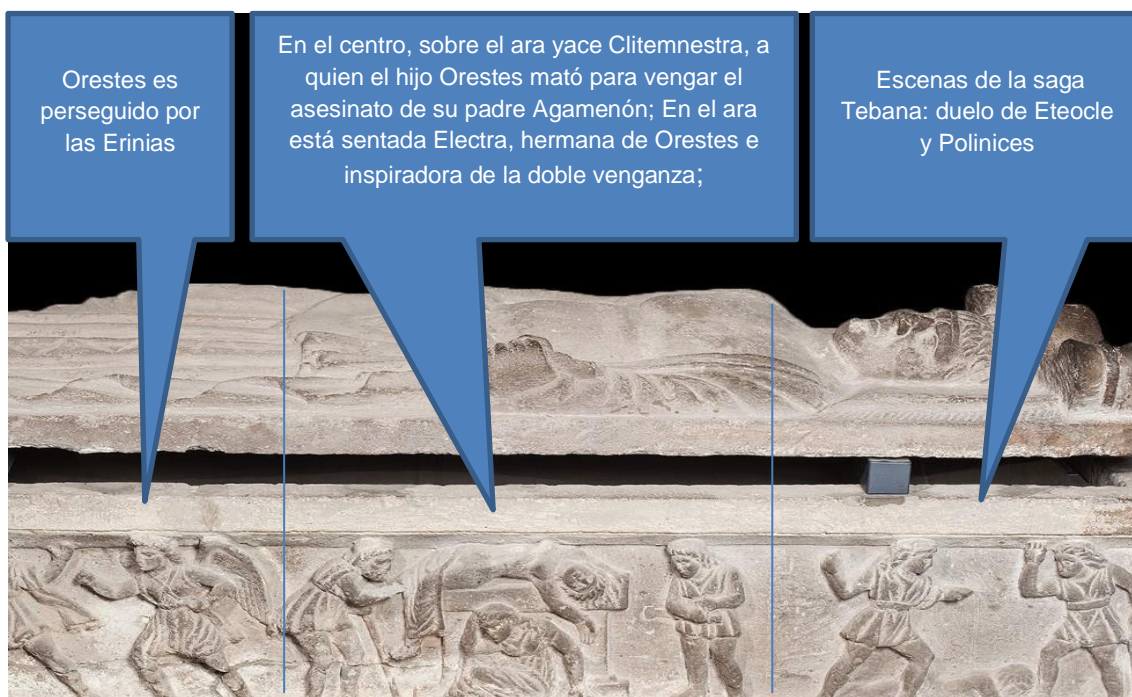 Orestes es
perseguido por
las Erinias
En el centro, sobre el ara yace Clitemnestra, a
quien el hijo Orestes mató para vengar el
asesinato de su padre Agamenón; En el ara
está sentada Electra, hermana de Orestes e
inspiradora de la doble venganza;
Escenas de la saga
Tebana: duelo de Eteocle
y Polinices